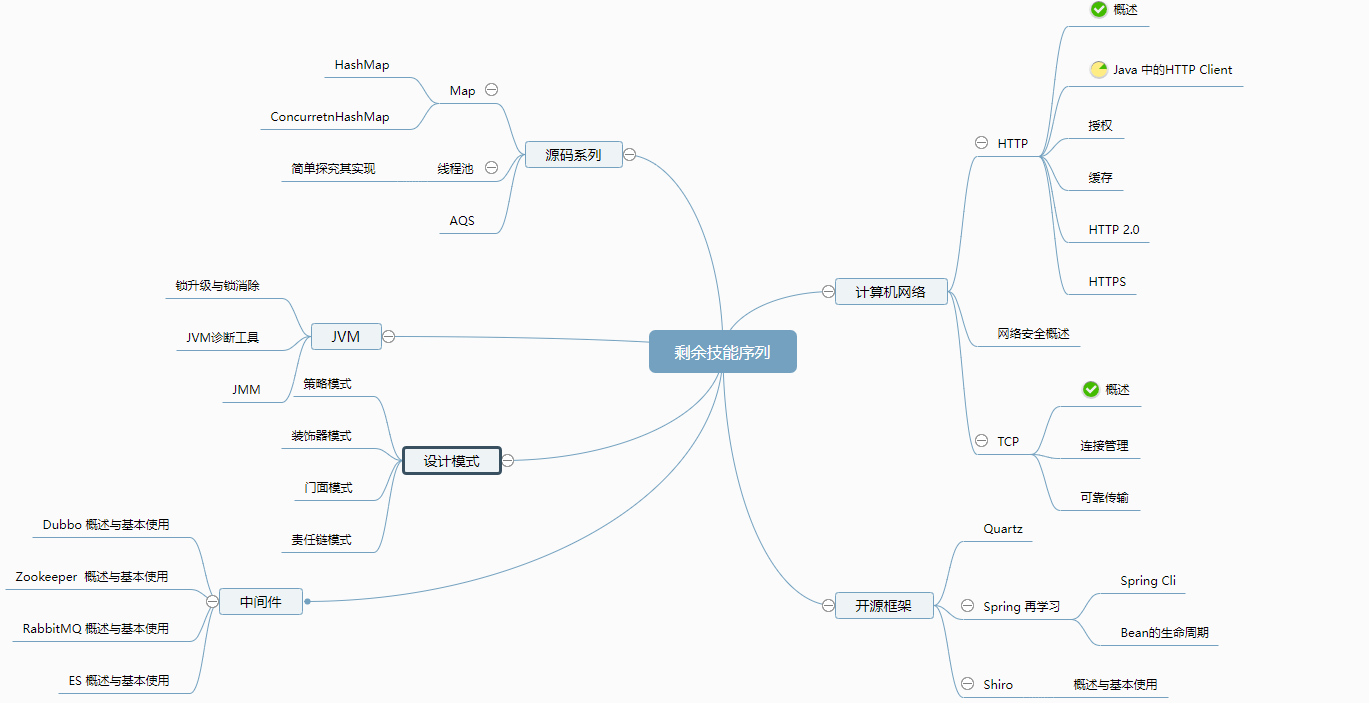 剩余技能序列
计算机网络
HTTP
概述
Java 中的HTTP Client
授权
缓存
HTTP 2.0
HTTPS
网络安全概述
TCP
概述
连接管理
可靠传输
开源框架
Quartz
Spring 再学习
Spring Cli
Bean的生命周期
Shiro
概述与基本使用
源码系列
Map
HashMap
ConcurretnHashMap
线程池
简单探究其实现
AQS
JVM
锁升级与锁消除
JVM诊断工具
JMM
设计模式
策略模式
装饰器模式
门面模式
责任链模式
中间件
Dubbo 概述与基本使用
Zookeeper 概述与基本使用
RabbitMQ 概述与基本使用
ES 概述与基本使用